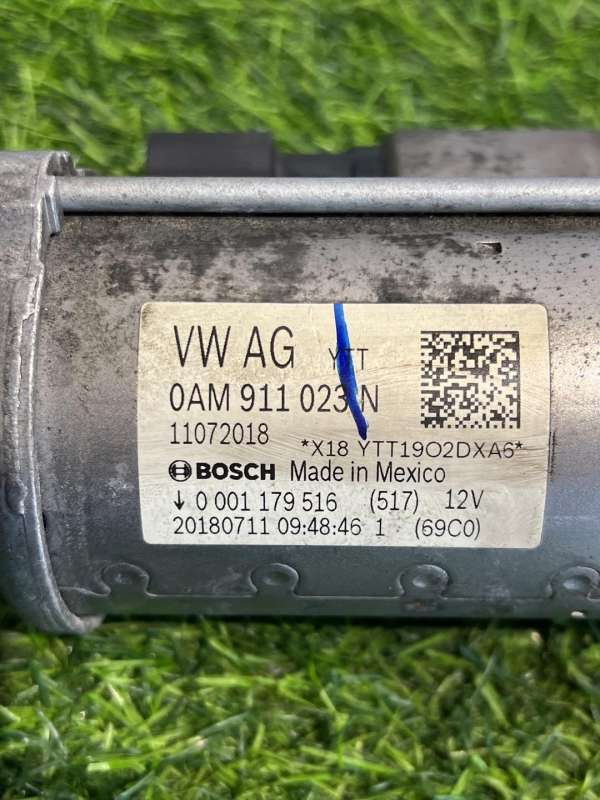 VW AG YTT
0AM 911 023 N
11072018
*X18 YTT19O2DXA6*
BOSCH Made in Mexico
↓ 0 001 179 516 (517) 12V
20180711 09:48:46 1 (69C0)